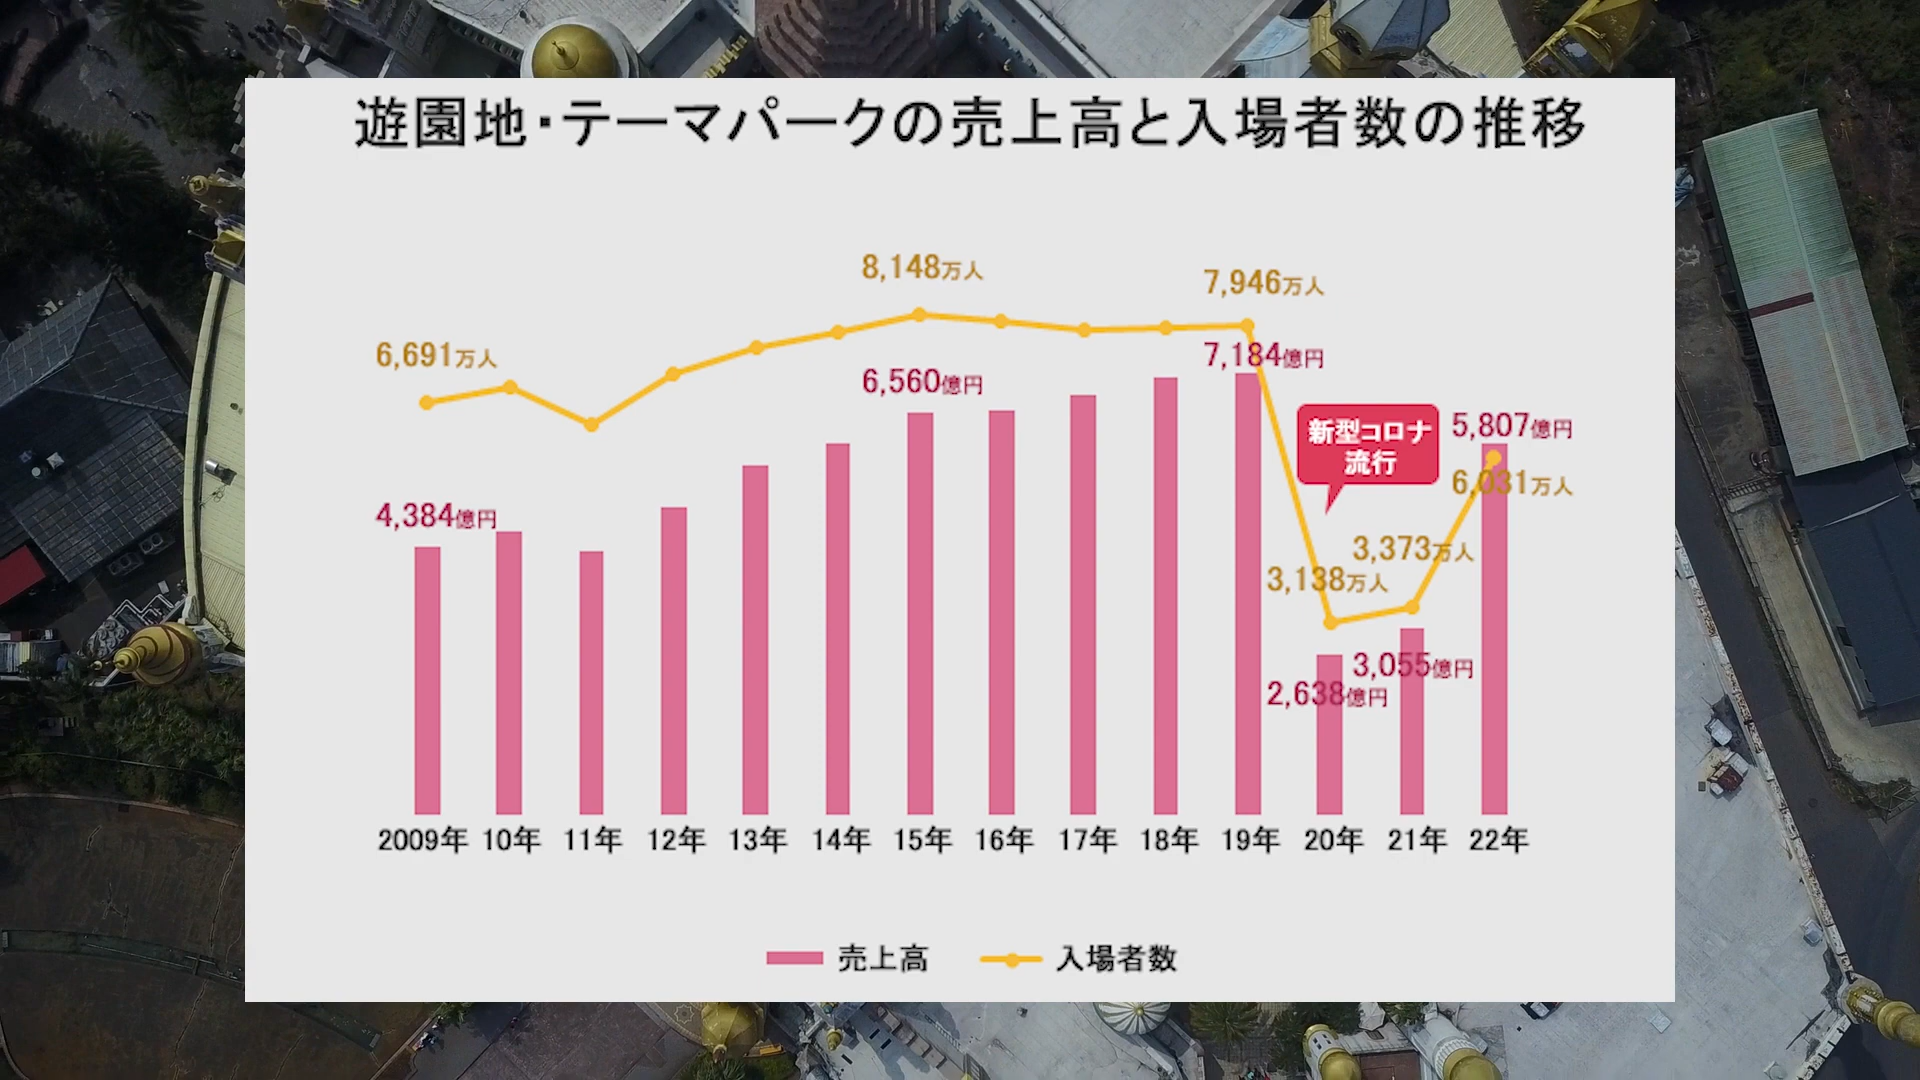 遊園地・テーマパークの売上高と入場者数の推移
8,148万人
7,946万人
6,691万人
7,184億円
6,560億円
新型コロナ
流行
5,807億円
6,031万人
4,384億円
3,373万人
3,138万人
3,055億円
2,638億円
2009年 10年 11年 12年 13年 14年 15年 16年 17年 18年 19年 20年 21年 22年
売上高 入場者数